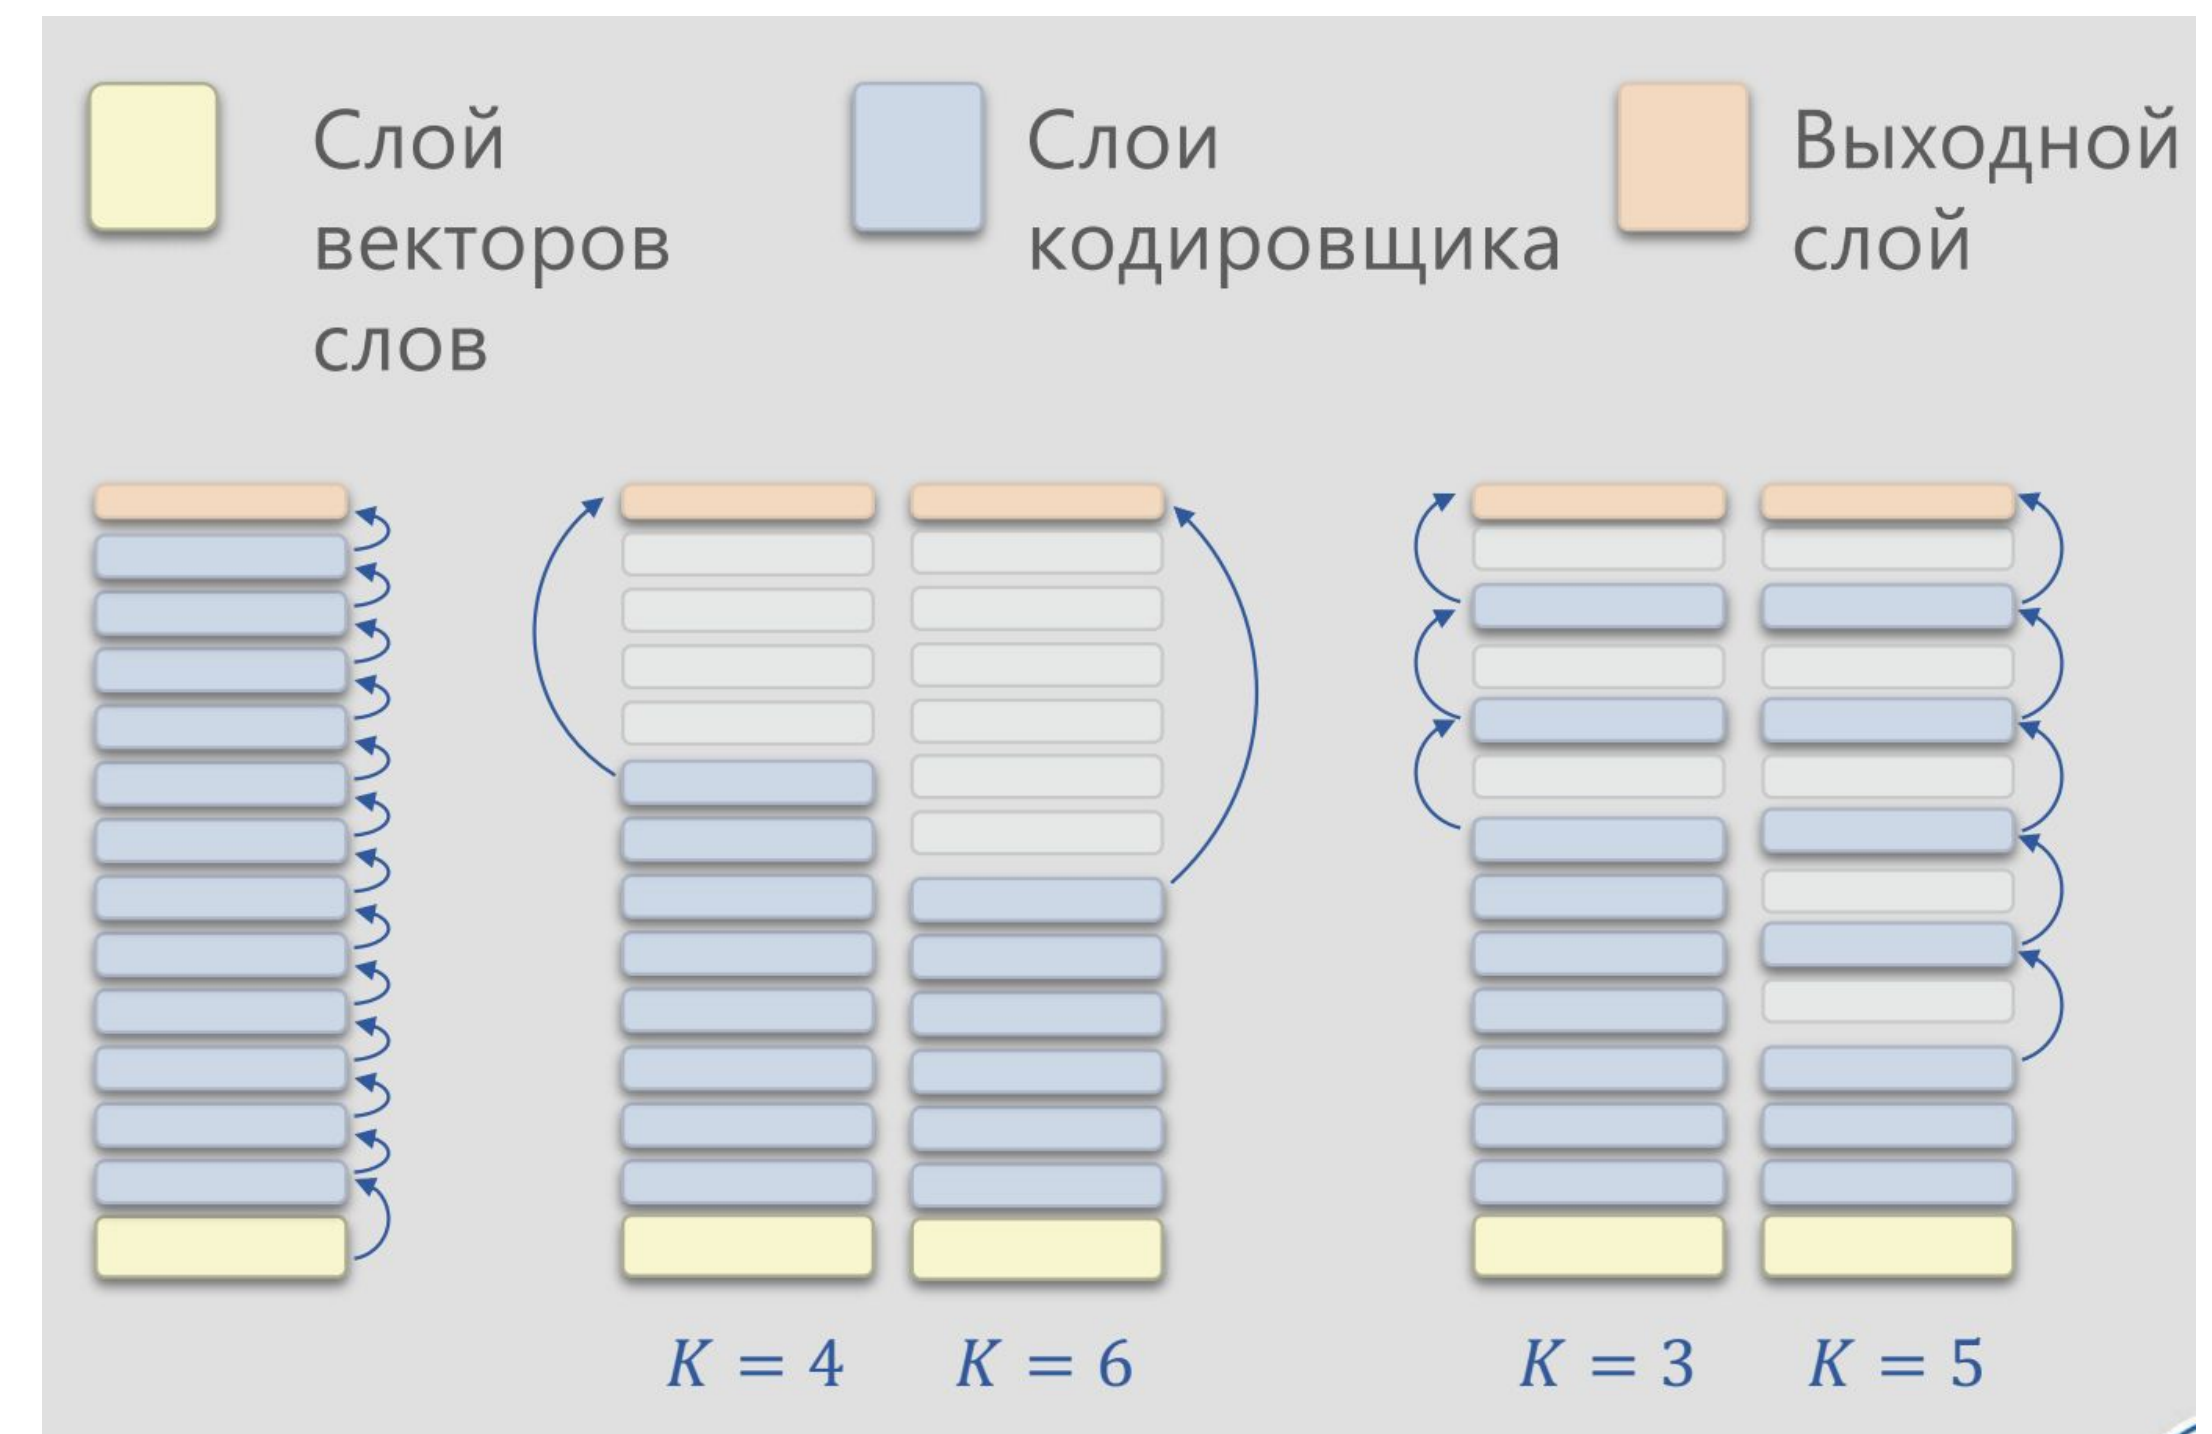 Слой
векторов
слов
Слои
кодировщика
Выходной
слой
K = 4
K = 6
K = 3
K = 5